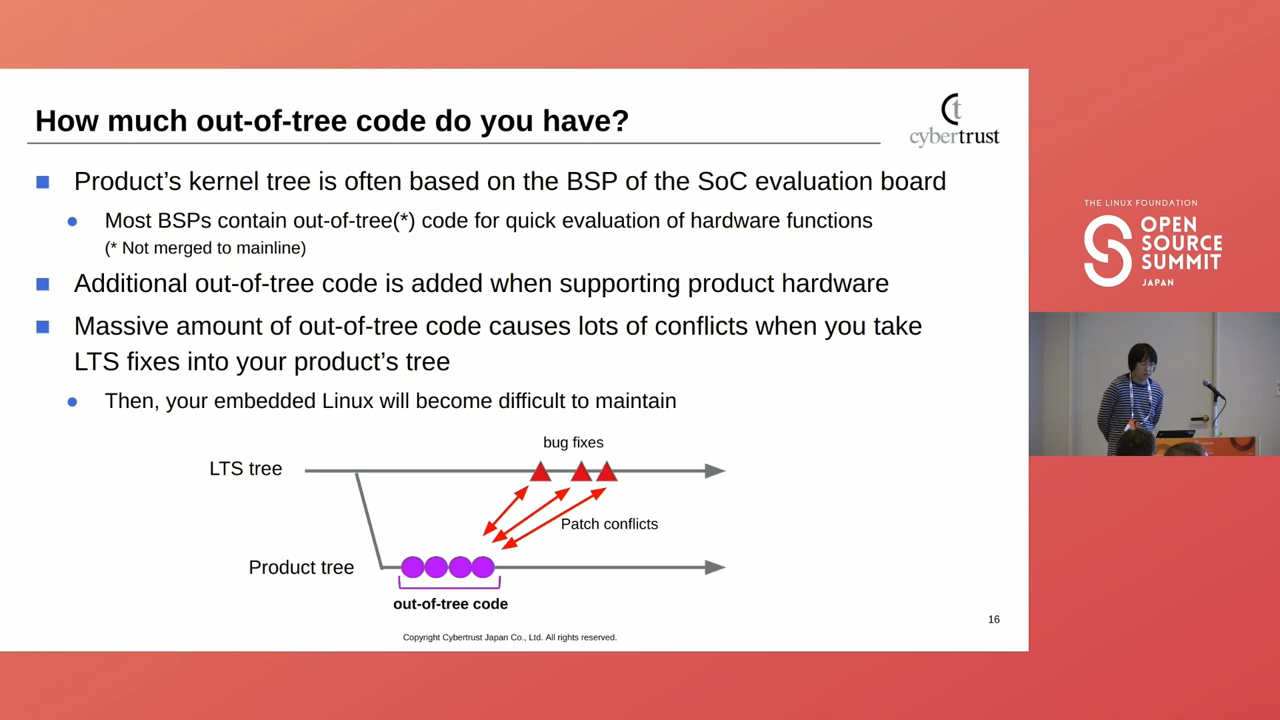 How much out-of-tree code do you have?
cybertrust
Product's kernel tree is often based on the BSP of the SoC evaluation board
Most BSPs contain out-of-tree(*) code for quick evaluation of hardware functions
(* Not merged to mainline)
Additional out-of-tree code is added when supporting product hardware
Massive amount of out-of-tree code causes lots of conflicts when you take
LTS fixes into your product's tree
Then, your embedded Linux will become difficult to maintain
bug fixes
LTS tree
Patch conflicts
Product tree
out-of-tree code
16
Copyright Cybertrust Japan Co., Ltd. All rights reserved.
THE LINUX FOUNDATION
OPEN
SOURCE
SUMMIT
JAPAN